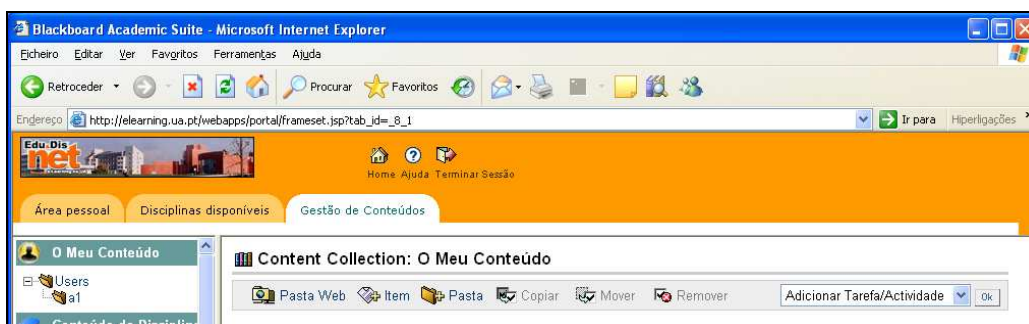 Blackboard Academic Suite - Microsoft Internet Explorer
Ficheiro Editar Ver Favoritos Ferramentas Ajuda
Retroceder Procurar Favoritos
Endereço http://elearning.ua.pt/webapps/portal/frameset.jsp?tab_id=_8_1 Ir para Hiperligações
Edu-Dis
net
Home Ajuda Terminar Sessão
Área pessoal Disciplinas disponíveis Gestão de Conteúdos
O Meu Conteúdo
Content Collection: O Meu Conteúdo
Users
a1
Pasta Web Item Pasta Copiar Mover Remover Adicionar Tarefa/Actividade Ok